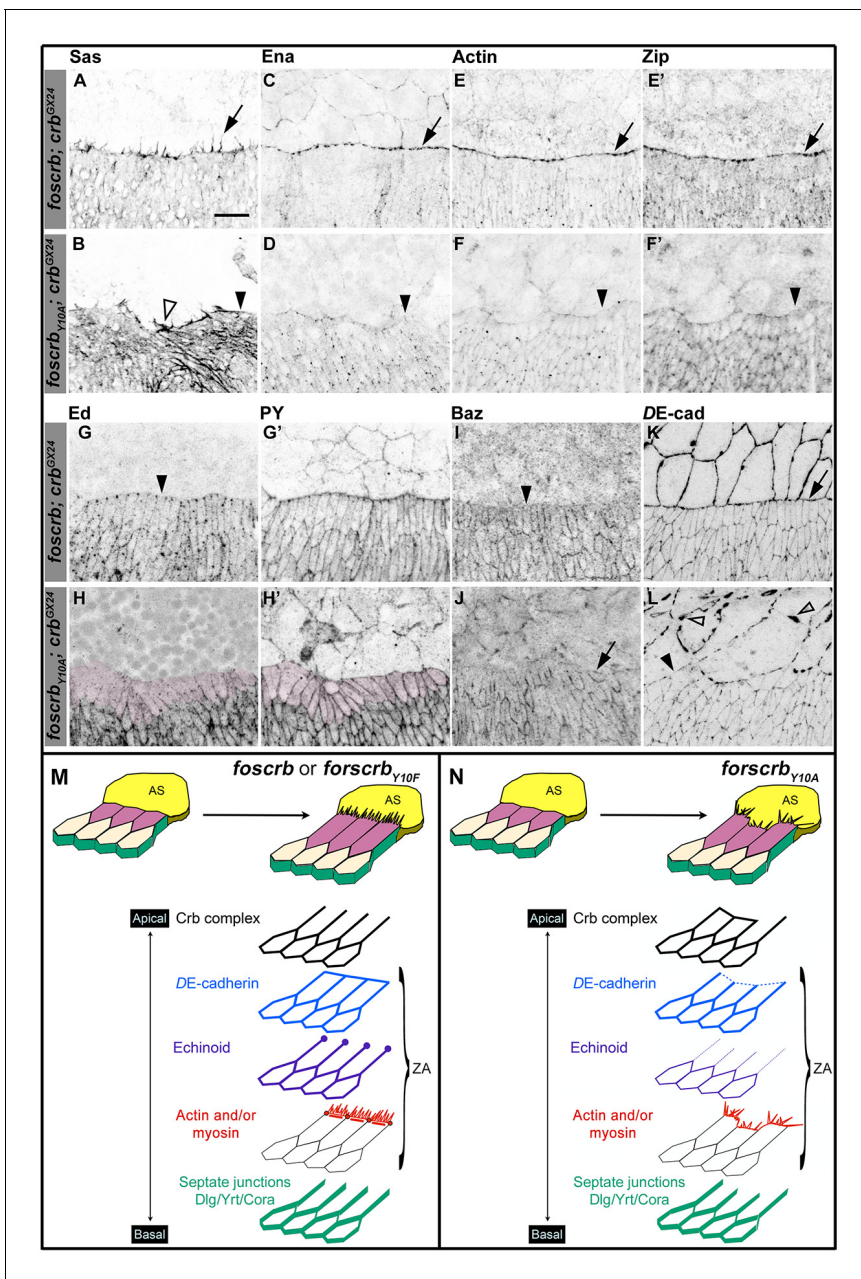 Sas Ena Actin Zip
foscrb; crbGX24
A C E E'
foscrbY10A; crbGX24
B D F F'
Ed PY Baz DE-cad
foscrb; crbGX24
G G' I K
foscrbY10A; crbGX24
H H' J L
M foscrb or forscrbY10F
AS AS
Apical Crb complex
DE-cadherin
Echinoid
ZA
Actin and/or
myosin
Septate junctions
Dlg/Yrt/Cora
Basal
N forscrbY10A
AS AS
Apical Crb complex
DE-cadherin
Echinoid
ZA
Actin and/or
myosin
Septate junctions
Dlg/Yrt/Cora
Basal